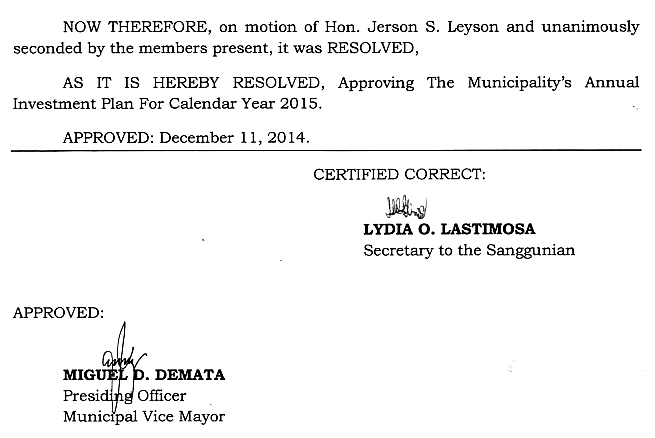 NOW THEREFORE, on motion of Hon. Jerson S. Leyson and unanimously
seconded by the members present, it was RESOLVED,
AS IT IS HEREBY RESOLVED, Approving The Municipality's Annual
Investment Plan For Calendar Year 2015.
APPROVED: December 11, 2014.
CERTIFIED CORRECT:
LYDIA O. LASTIMOSA
Secretary to the Sanggunian
APPROVED:
MIGUEL D. DEMATA
Presiding Officer
Municipal Vice Mayor